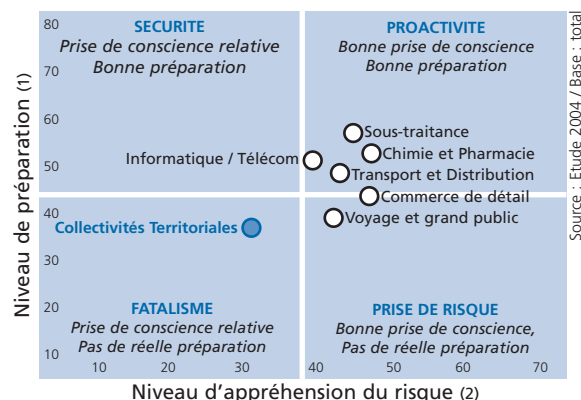 80
70
60
50
40
30
20
10
Niveau de préparation (1)
SECURITE
Prise de conscience relative
Bonne préparation
PROACTIVITE
Bonne prise de conscience
Bonne préparation
Sous-traitance
Informatique / Télécom
Chimie et Pharmacie
Transport et Distribution
Commerce de détail
Voyage et grand public
Collectivités Territoriales
FATALISME
Prise de conscience relative
Pas de réelle préparation
PRISE DE RISQUE
Bonne prise de conscience,
Pas de réelle préparation
10 20 30 40 50 60 70
Niveau d'appréhension du risque (2)
Source : Etude 2004 / Base : total